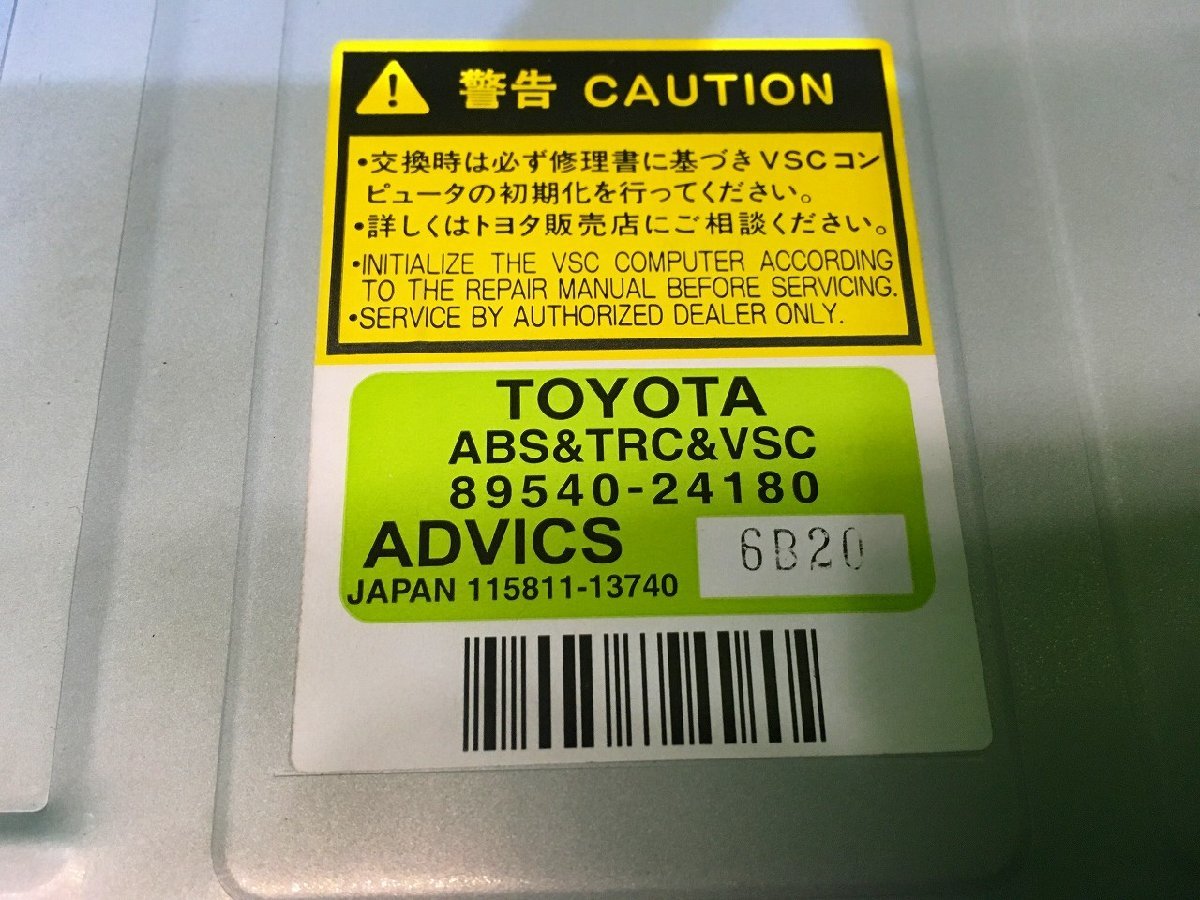 警告 CAUTION
・交換時は必ず修理書に基づきVSCコン
ピュータの初期化を行ってください。
・詳しくはトヨタ販売店にご相談ください。
・INITIALIZE THE VSC COMPUTER ACCORDING
TO THE REPAIR MANUAL BEFORE SERVICING.
・SERVICE BY AUTHORIZED DEALER ONLY.
TOYOTA
ABS&TRC&VSC
89540-24180
ADVICS 6B20
JAPAN 115811-13740